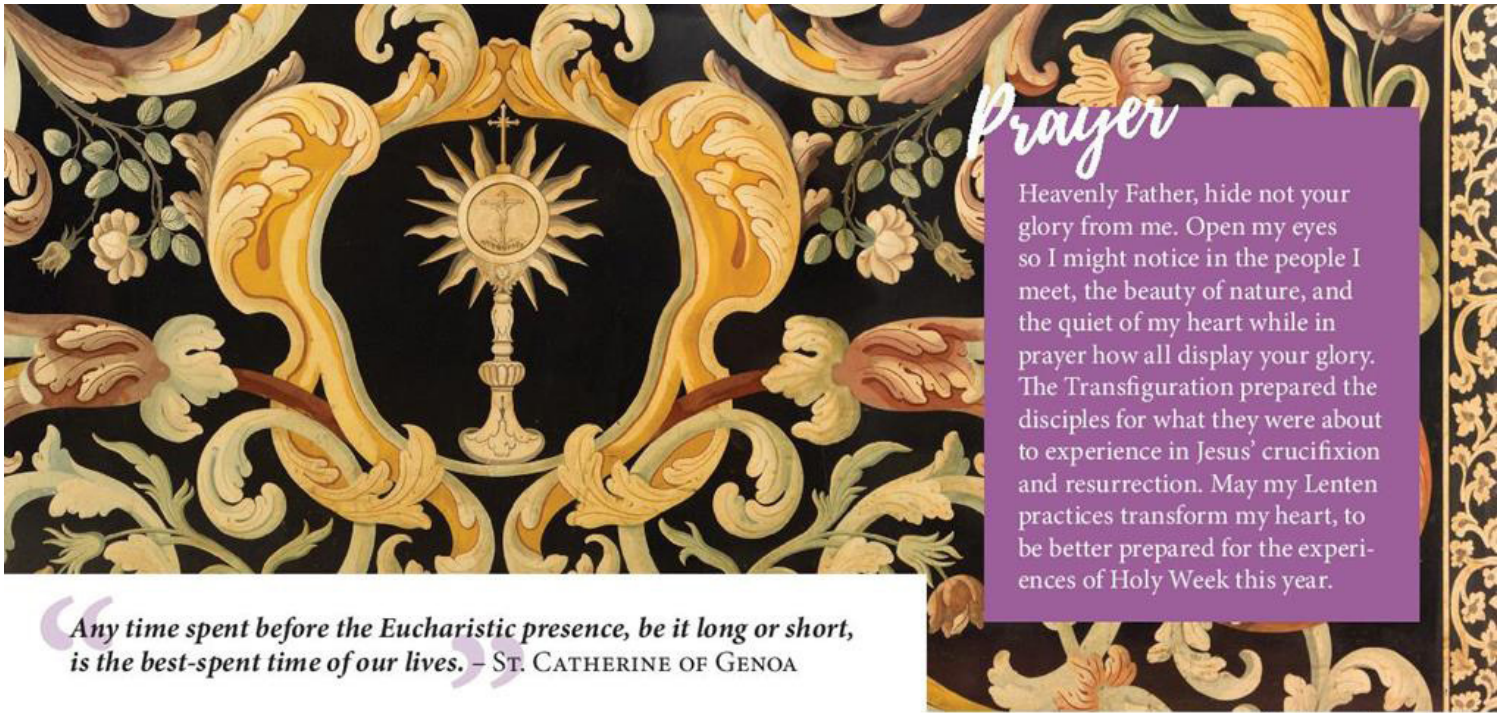 Prayer
Heavenly Father, hide not your
glory from me. Open my eyes
so I might notice in the people I
meet, the beauty of nature, and
the quiet of my heart while in
prayer how all display your glory.
The Transfiguration prepared the
disciples for what they were about
to experience in Jesus’ crucifixion
and resurrection. May my Lenten
practices transform my heart, to
be better prepared for the experi-
ences of Holy Week this year.
“Any time spent before the Eucharistic presence, be it long or short,
is the best-spent time of our lives.” – St. Catherine of Genoa